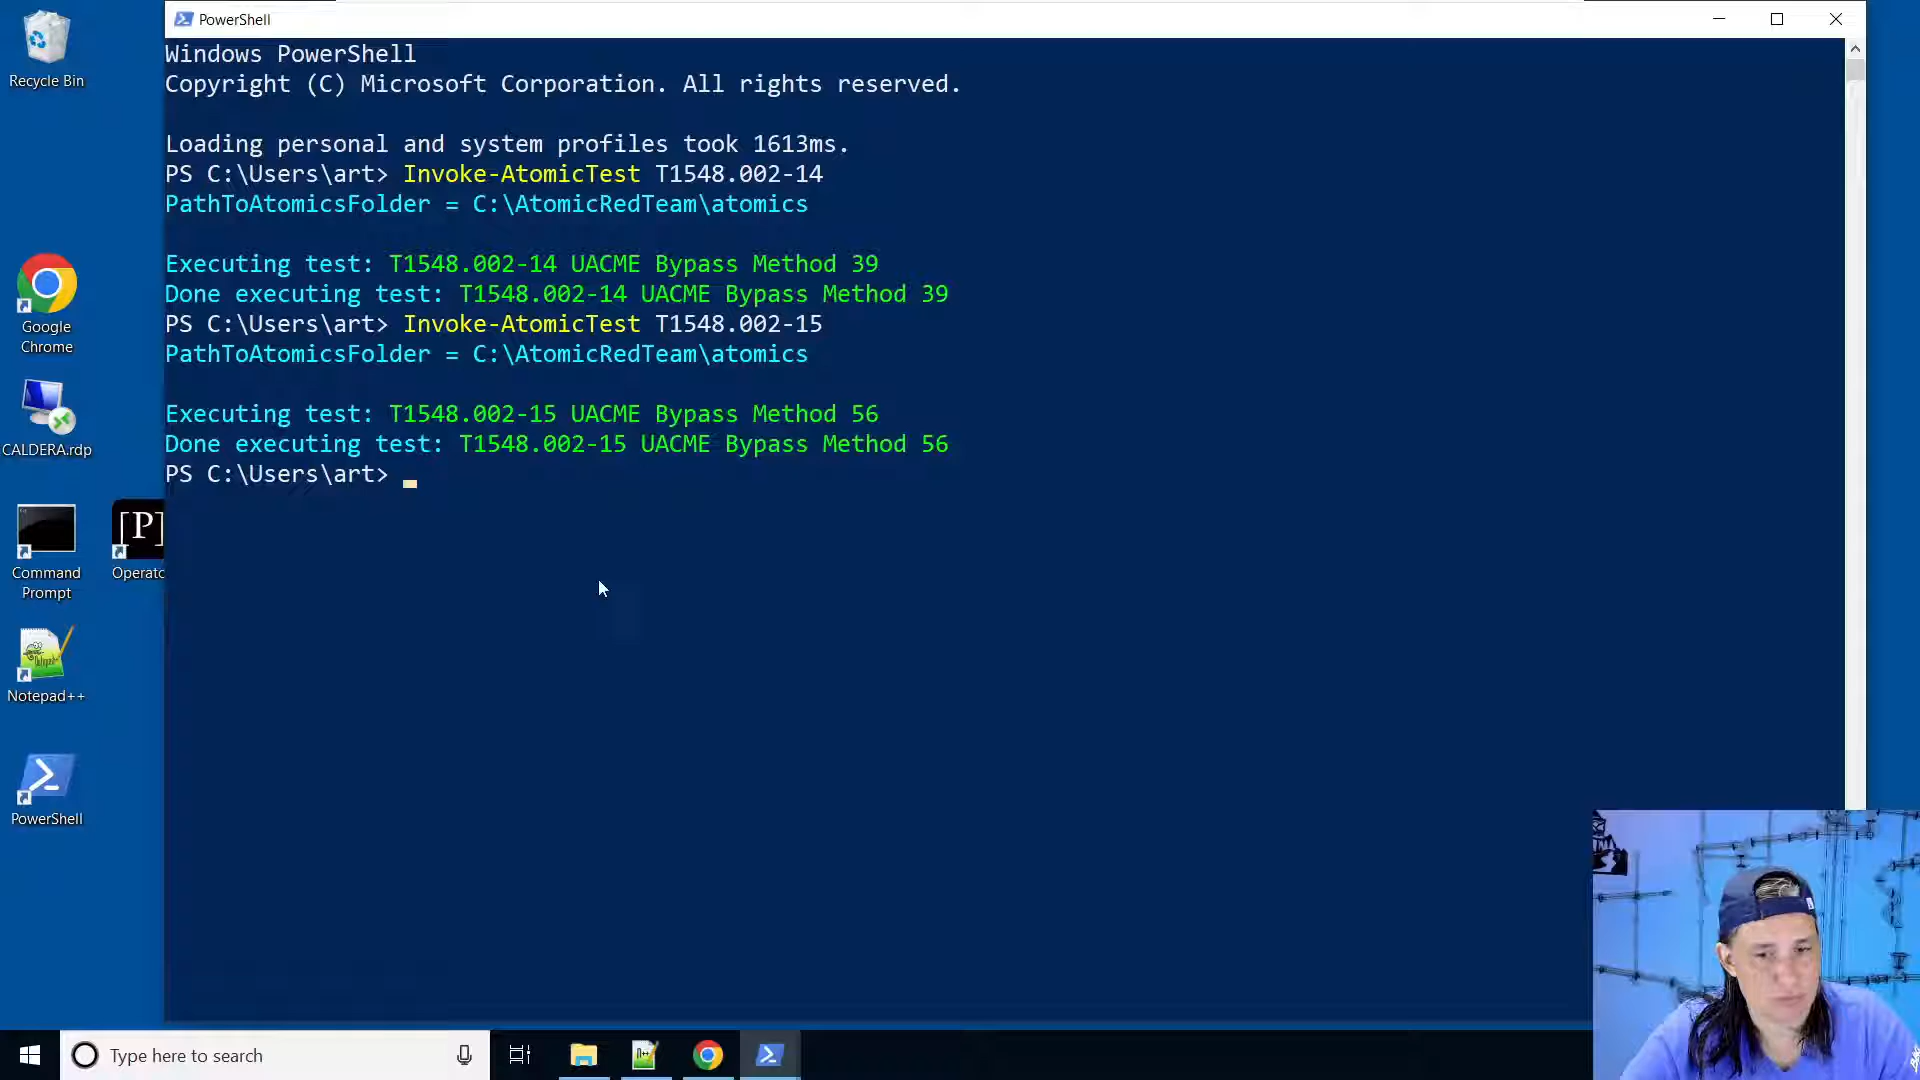 PowerShell
Windows PowerShell
Copyright (C) Microsoft Corporation. All rights reserved.
Loading personal and system profiles took 1613ms.
PS C:\Users\art> Invoke-AtomicTest T1548.002-14
PathToAtomicsFolder = C:\AtomicRedTeam\atomics
Executing test: T1548.002-14 UACME Bypass Method 39
Done executing test: T1548.002-14 UACME Bypass Method 39
PS C:\Users\art> Invoke-AtomicTest T1548.002-15
PathToAtomicsFolder = C:\AtomicRedTeam\atomics
Executing test: T1548.002-15 UACME Bypass Method 56
Done executing test: T1548.002-15 UACME Bypass Method 56
PS C:\Users\art>
Recycle Bin
Google
Chrome
CALDERA.rdp
Command
Prompt
[P]
Operato
Notepad++
PowerShell
Type here to search